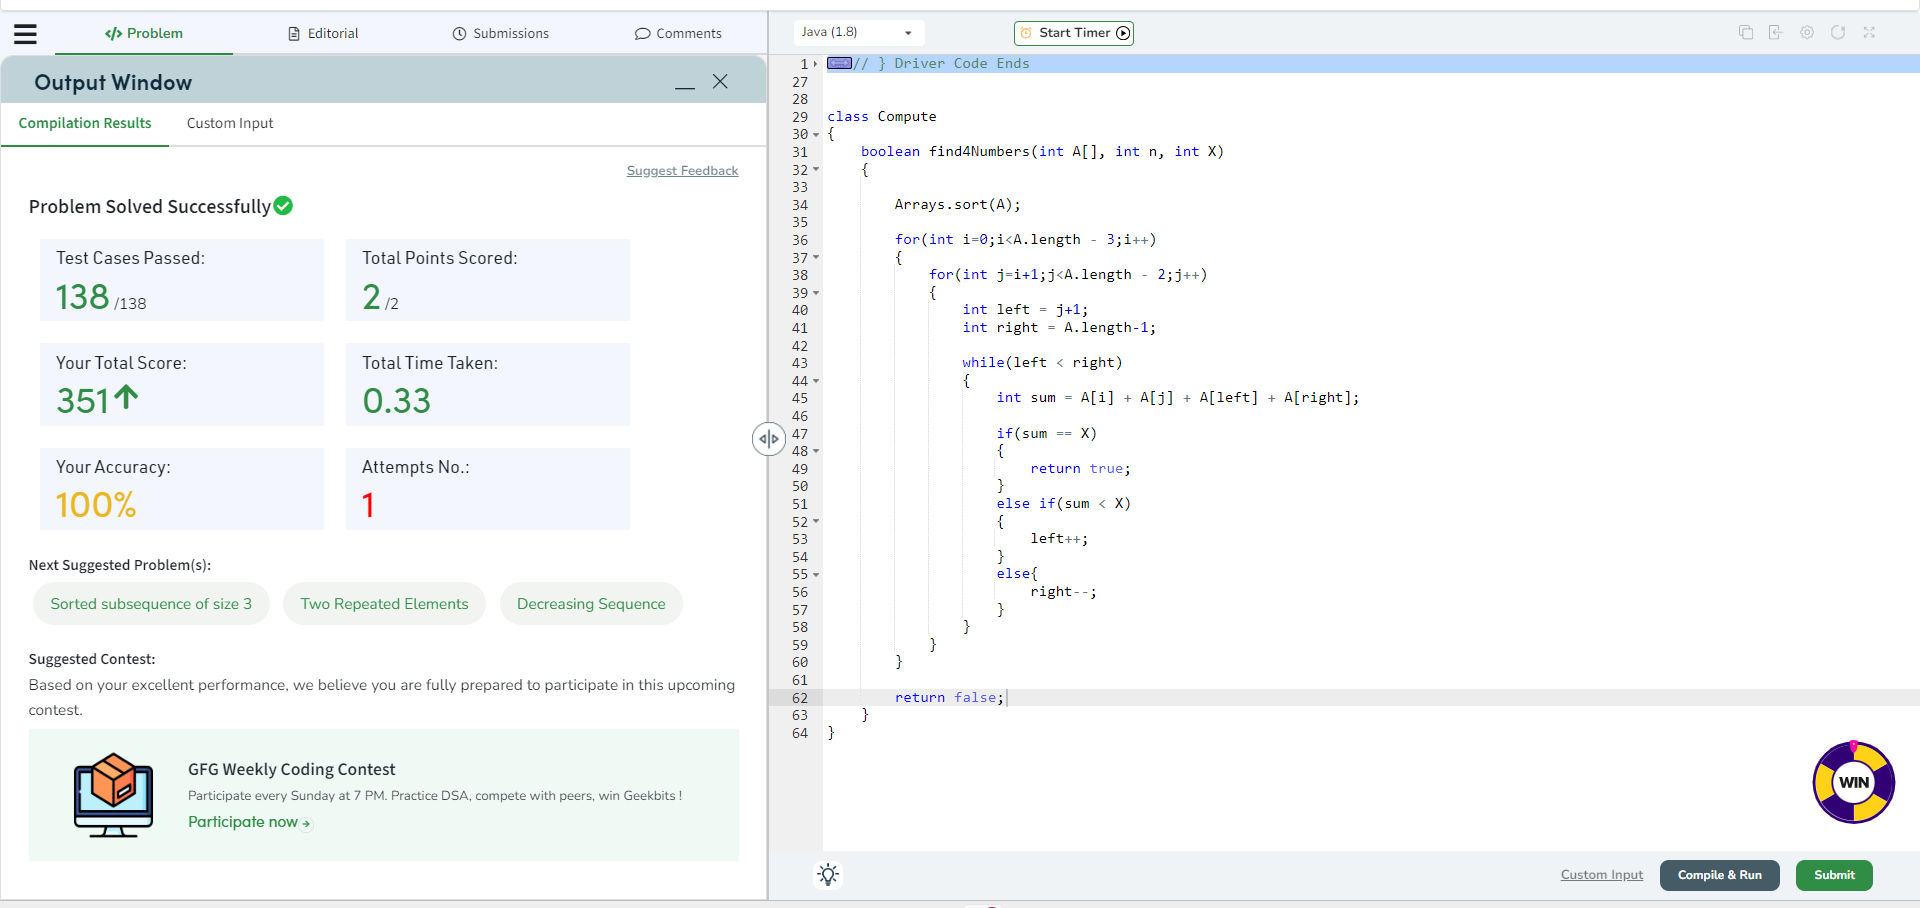 Problem
Editorial
Submissions
Comments
Output Window
Compilation Results
Custom Input
Suggest Feedback
Problem Solved Successfully
Test Cases Passed:
138 /138
Total Points Scored:
2 /2
Your Total Score:
351
Total Time Taken:
0.33
Your Accuracy:
100%
Attempts No.:
1
Next Suggested Problem(s):
Sorted subsequence of size 3
Two Repeated Elements
Decreasing Sequence
Suggested Contest:
Based on your excellent performance, we believe you are fully prepared to participate in this upcoming
contest.
GFG Weekly Coding Contest
Participate every Sunday at 7 PM. Practice DSA, compete with peers, win Geekbits !
Participate now
Java (1.8)
Start Timer
1 // } Driver Code Ends
27
28
29 class Compute
30 {
31     boolean find4Numbers(int A[], int n, int X)
32     {
33
34         Arrays.sort(A);
35
36         for(int i=0;i<A.length - 3;i++)
37         {
38             for(int j=i+1;j<A.length - 2;j++)
39             {
40                 int left = j+1;
41                 int right = A.length-1;
42
43                 while(left < right)
44                 {
45                     int sum = A[i] + A[j] + A[left] + A[right];
46
47                     if(sum == X)
48                     {
49                         return true;
50                     }
51                     else if(sum < X)
52                     {
53                         left++;
54                     }
55                     else{
56                         right--;
57                     }
58                 }
59             }
60         }
61
62         return false;
63     }
64 }
WIN
Custom Input
Compile & Run
Submit